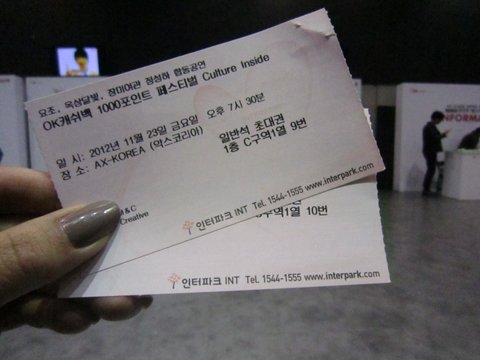 요조, 옥상달빛, 장미여관 정성하 합동공연
OK캐쉬백 1000포인트 페스티벌 Culture Inside
일 시: 2012년 11월 23일 금요일 오후 7시 30분
장 소: AX-KOREA (악스코리아)
일반석 초대권
1층 C구역1열 9번
M & C
Creative
인터파크 INT Tel. 1544-1555 www.interpark.com
C구역1열 10번
인터파크 INT Tel. 1544-1555 www.interpark.com
INFORMA